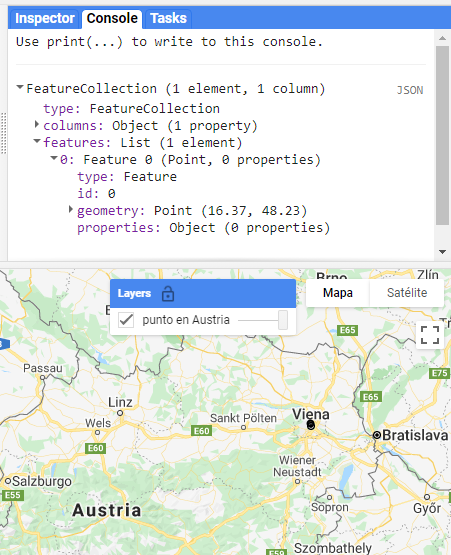 Inspector Console Tasks
Use print(...) to write to this console.
FeatureCollection (1 element, 1 column) JSON
type: FeatureCollection
columns: Object (1 property)
features: List (1 element)
0: Feature 0 (Point, 0 properties)
type: Feature
id: 0
geometry: Point (16.37, 48.23)
properties: Object (0 properties)
Brno
Zlín
Layers
Mapa Satélite
punto en Austria
E65
Passau
E75
Linz
E65
Wels
Sankt Pölten
Viena
E60
E60
Bratislava
Wiener
Neustadt
Salzburgo
E55
Sopron
Győr
Austria
Szombathely